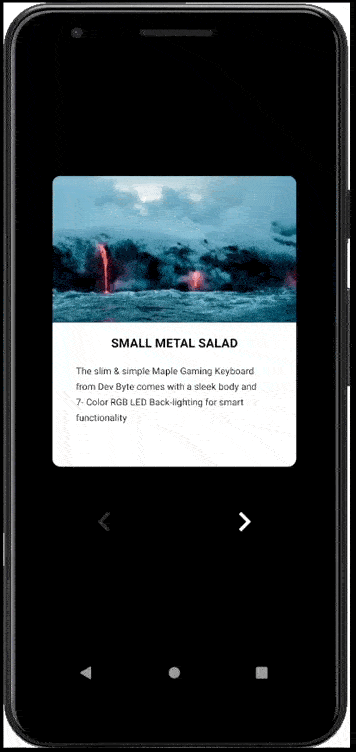 SMALL METAL SALAD
The slim & simple Maple Gaming Keyboard
from Dev Byte comes with a sleek body and
7- Color RGB LED Back-lighting for smart
functionality